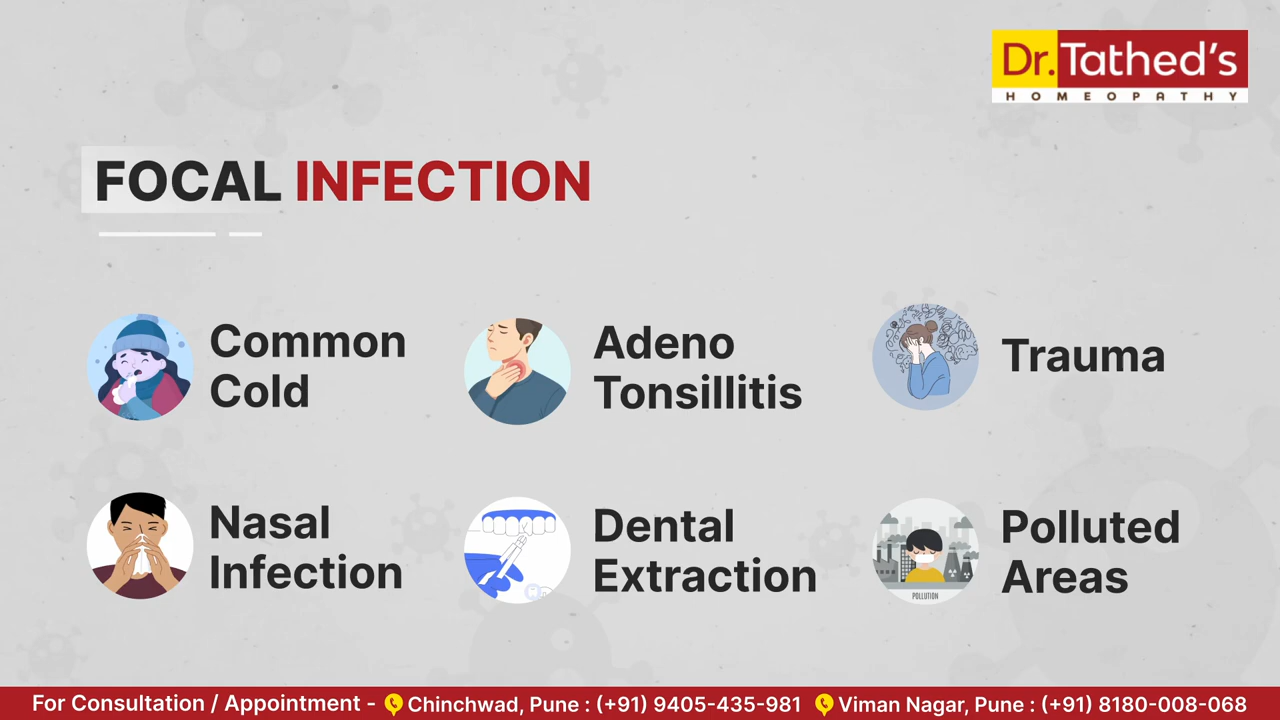 Dr. Tathed's
HOMEOPATHY
FOCAL INFECTION
Common
Cold
Adeno
Tonsillitis
Trauma
Nasal
Infection
Dental
Extraction
Polluted
Areas
POLLUTION
For Consultation / Appointment - Chinchwad, Pune : (+91) 9405-435-981 Viman Nagar, Pune : (+91) 8180-008-068